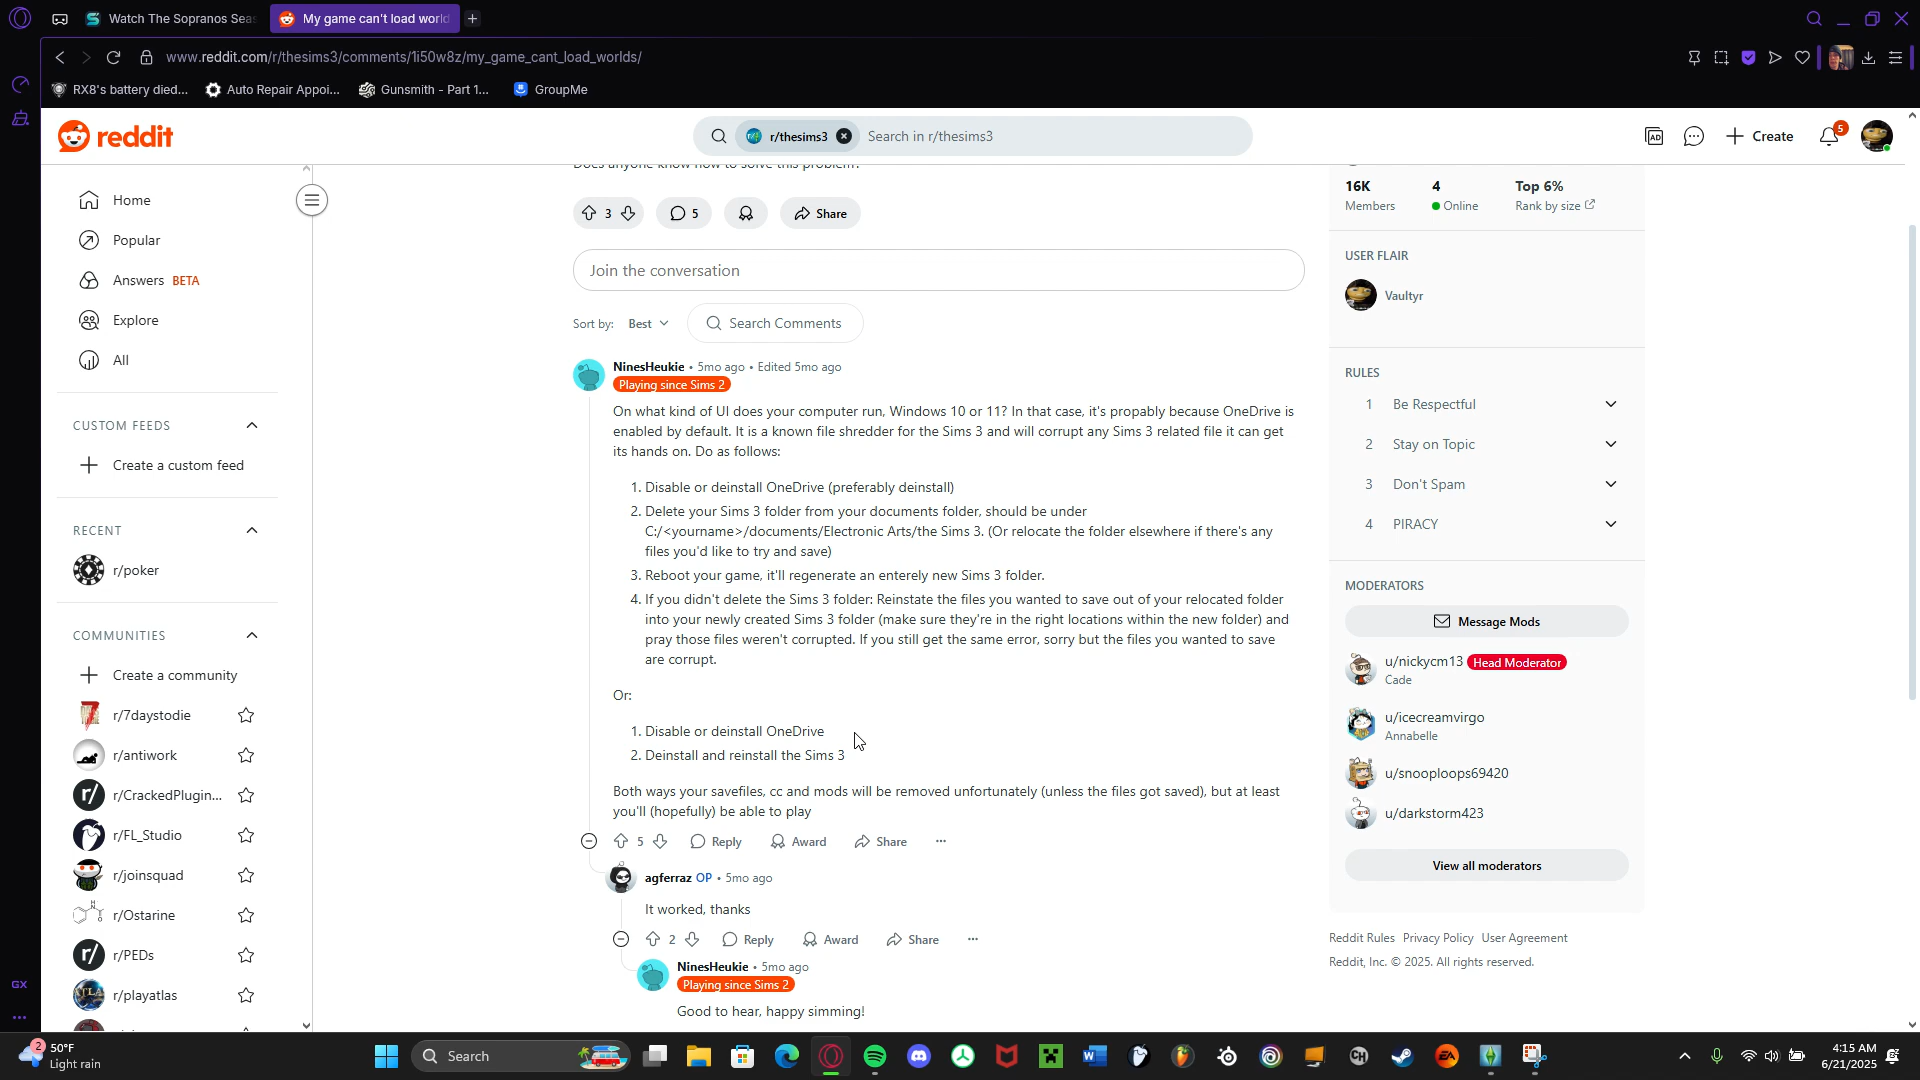 Watch The Sopranos Sea
My game can't load world
www.reddit.com/r/thesims3/comments/1i50w8z/my_game_cant_load_worlds/
RX8's battery died...
Auto Repair Appoi...
Gunsmith - Part 1...
GroupMe
reddit
r/thesims3
Search in r/thesims3
AD
Create
5
Home
Popular
Answers BETA
Explore
All
CUSTOM FEEDS
Create a custom feed
RECENT
r/poker
COMMUNITIES
Create a community
r/7daystodie
r/antiwork
r/CrackedPlugin...
r/FL_Studio
r/joinsquad
r/Ostarine
r/PEDs
r/playatlas
GX
Does anyone know how to solve this problem?
3
5
Share
Join the conversation
Sort by: Best
Search Comments
NinesHeukie • 5mo ago • Edited 5mo ago
Playing since Sims 2
On what kind of UI does your computer run, Windows 10 or 11? In that case, it's propably because OneDrive is
enabled by default. It is a known file shredder for the Sims 3 and will corrupt any Sims 3 related file it can get
its hands on. Do as follows:
1. Disable or deinstall OneDrive (preferably deinstall)
2. Delete your Sims 3 folder from your documents folder, should be under
C:/<yourname>/documents/Electronic Arts/the Sims 3. (Or relocate the folder elsewhere if there's any
files you'd like to try and save)
3. Reboot your game, it'll regenerate an enterely new Sims 3 folder.
4. If you didn't delete the Sims 3 folder: Reinstate the files you wanted to save out of your relocated folder
into your newly created Sims 3 folder (make sure they're in the right locations within the new folder) and
pray those files weren't corrupted. If you still get the same error, sorry but the files you wanted to save
are corrupt.
Or:
1. Disable or deinstall OneDrive
2. Deinstall and reinstall the Sims 3
Both ways your savefiles, cc and mods will be removed unfortunately (unless the files got saved), but at least
you'll (hopefully) be able to play
5
Reply
Award
Share
agferraz OP • 5mo ago
It worked, thanks
2
Reply
Award
Share
NinesHeukie • 5mo ago
Playing since Sims 2
Good to hear, happy simming!
16K
Members
4
Online
Top 6%
Rank by size
USER FLAIR
Vaultyr
RULES
1 Be Respectful
2 Stay on Topic
3 Don't Spam
4 PIRACY
MODERATORS
Message Mods
u/nickycm13 Head Moderator
Cade
u/icecreamvirgo
Annabelle
u/snooploops69420
u/darkstorm423
View all moderators
Reddit Rules Privacy Policy User Agreement
Reddit, Inc. © 2025. All rights reserved.
2
50°F
Light rain
Search
4:15 AM
6/21/2025